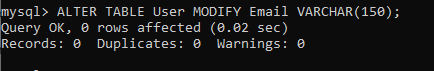 mysql> ALTER TABLE User MODIFY Email VARCHAR(150);
Query OK, 0 rows affected (0.02 sec)
Records: 0  Duplicates: 0  Warnings: 0